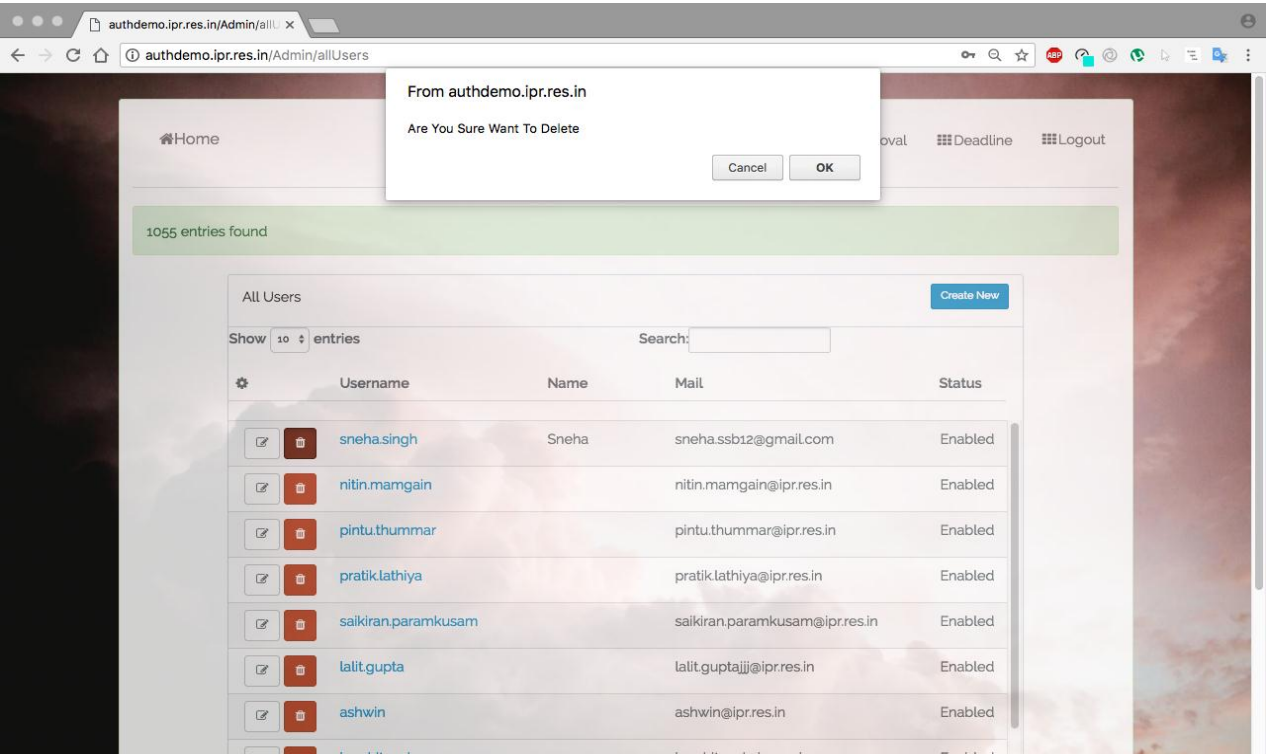 authdemo.ipr.res.in/Admin/allU
authdemo.ipr.res.in/Admin/allUsers
ABP
From authdemo.ipr.res.in
Are You Sure Want To Delete
Cancel OK
Home oval Deadline Logout
1055 entries found
All Users Create New
Show 10 entries Search:
Username Name Mail Status
sneha.singh Sneha sneha.ssb12@gmail.com Enabled
nitin.mamgain nitin.mamgain@ipr.res.in Enabled
pintu.thummar pintu.thummar@ipr.res.in Enabled
pratik.lathiya pratik.lathiya@ipr.res.in Enabled
saikiran.paramkusam saikiran.paramkusam@ipr.res.in Enabled
lalit.gupta lalit.guptajjj@ipr.res.in Enabled
ashwin ashwin@ipr.res.in Enabled